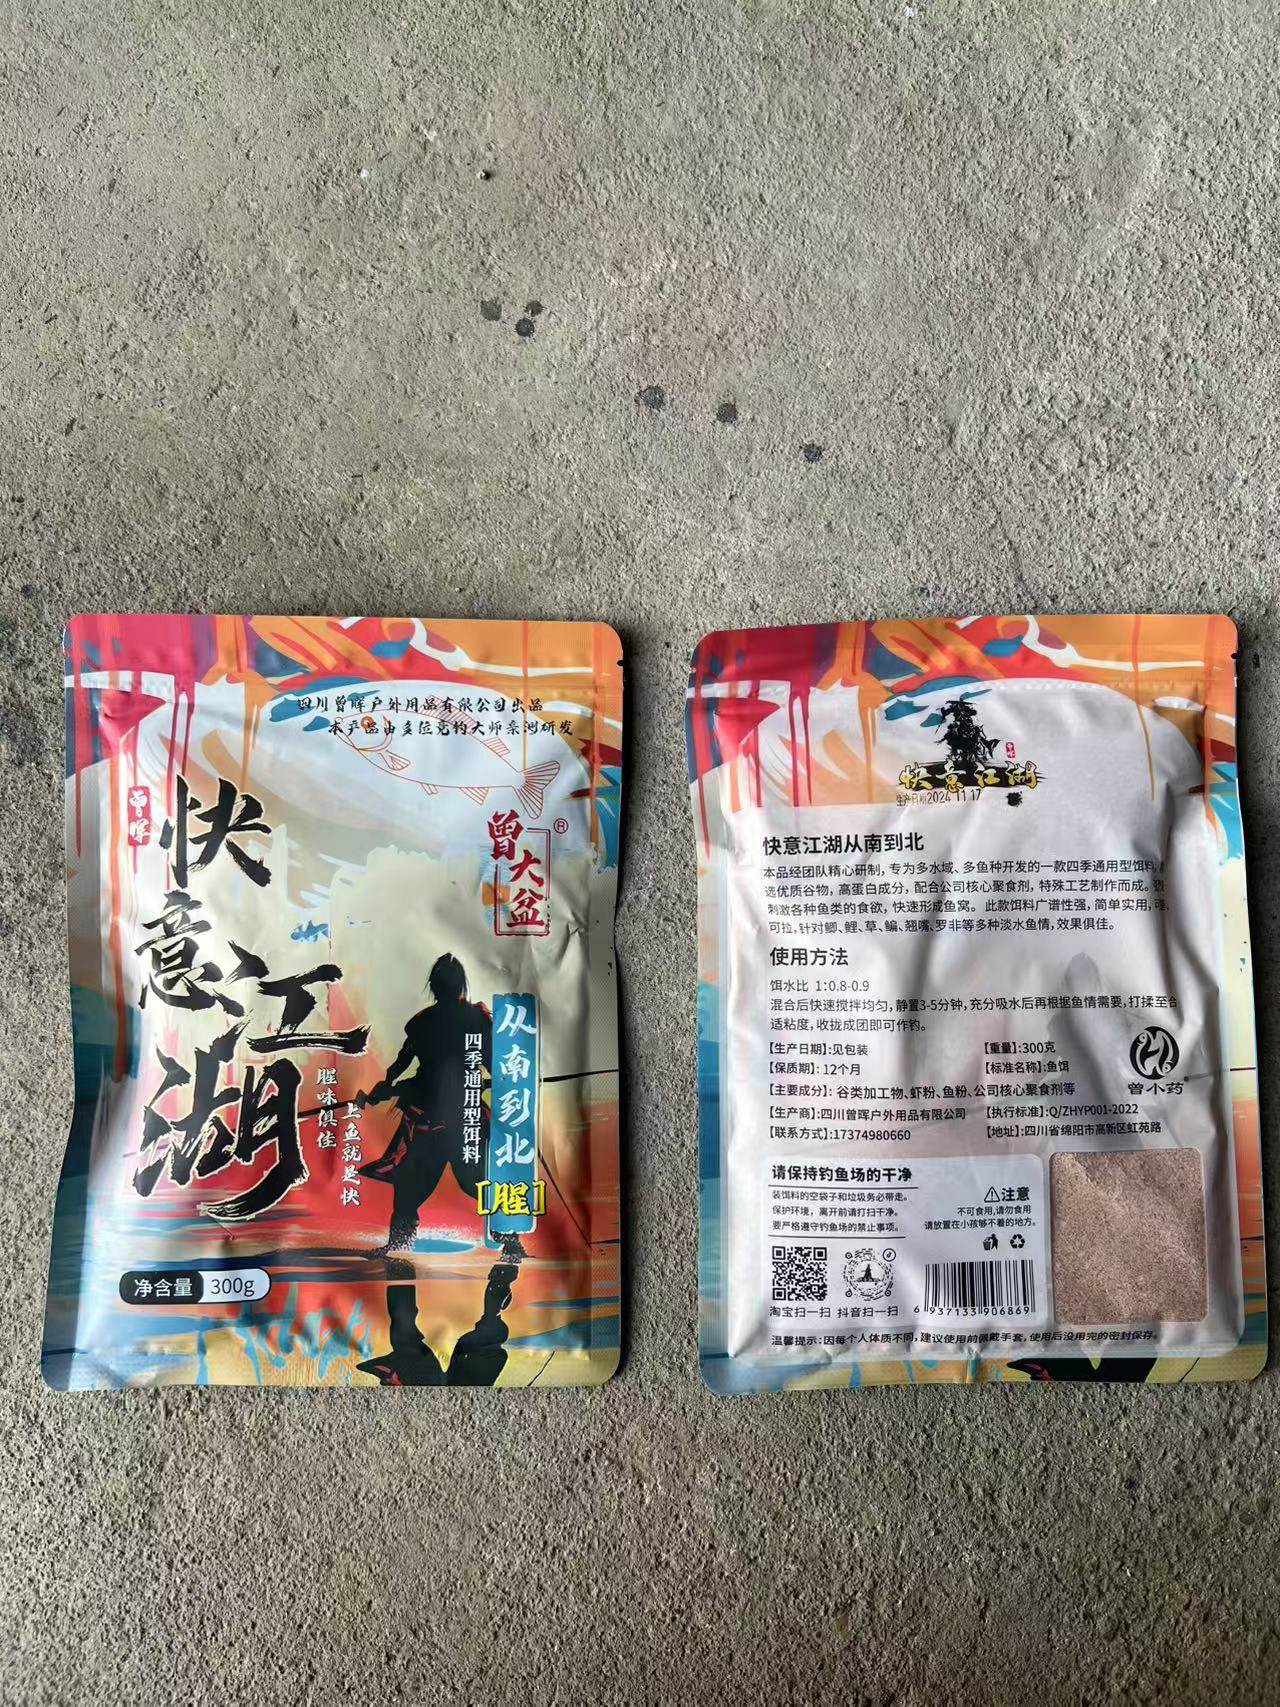 四川曾晖户外用品有限公司出品
本产品由多位竞钓大师亲测研发
曾晖
快意江湖
曾大盆®
腥味俱佳
上鱼就是快
四季通用型饵料
从南到北
[腥]
净含量 300g
曾晖
快意江湖
生产日期2024 11 17
快意江湖从南到北
本品经团队精心研制，专为多水域、多鱼种开发的一款四季通用型饵料,
选优质谷物，高蛋白成分，配合公司核心聚食剂，特殊工艺制作而成。
刺激各种鱼类的食欲，快速形成鱼窝。此款饵料广谱性强，简单实用，
可拉，针对鲫、鲤、草、鳊、翘嘴、罗非等多种淡水鱼情，效果俱佳。
使用方法
饵水比 1:0.8-0.9
混合后快速搅拌均匀，静置3-5分钟，充分吸水后再根据鱼情需要，打揉至合
适粘度，收拢成团即可作钓。
【生产日期】:见包装 【重量】:300克
【保质期】: 12个月 【标准名称】:鱼饵
【主要成分】: 谷类加工物、虾粉、鱼粉、公司核心聚食剂等
【生产商】:四川曾晖户外用品有限公司 【执行标准】:Q/ZHYP001-2022
【联系方式】:17374980660 【地址】:四川省绵阳市高新区虹苑路
曾小药
请保持钓鱼场的干净
装饵料的空袋子和垃圾务必带走。
保护环境，离开前请打扫干净。
要严格遵守钓鱼场的禁止事项。
注意
不可食用,请勿食用
请放置在小孩够不着的地方。
淘宝扫一扫 抖音扫一扫
6 937133 906869
温馨提示:因每个人体质不同，建议使用前佩戴手套，使用后没用完的密封保存。